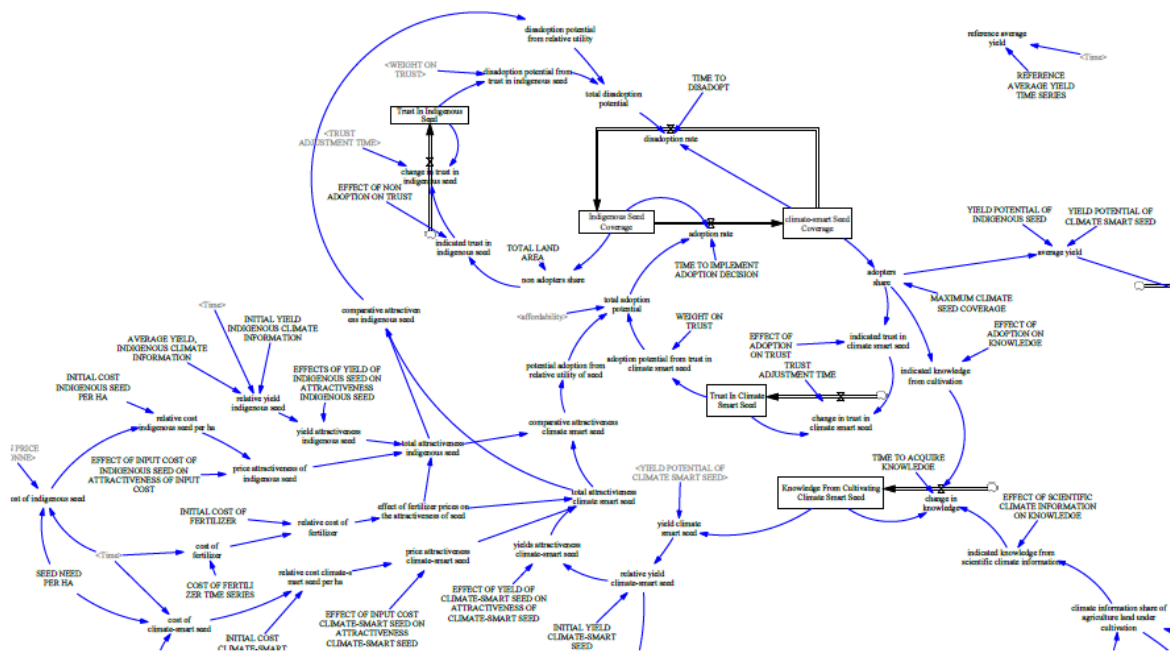 disadoption potential
from relative utility
reference average
yield
<Time>
REFERENCE
AVERAGE YIELD
TIME SERIES
<WEIGHT ON
TRUST>
disadoption potential from
trust in indigenous seed
TIME TO
DISADOPT
total disadoption
potential
Trust In Indigenous
Seed
<TRUST
ADJUSTMENT TIME>
disadoption rate
change in trust in
indigenous seed
EFFECT OF NON
ADOPTION ON TRUST
Indigenous Seed
Coverage
adoption rate
climate-smart Seed
Coverage
YIELD POTENTIAL OF
INDIGENOUS SEED
YIELD POTENTIAL OF
CLIMATE SMART SEED
indicated trust in
indigenous seed
TOTAL LAND
AREA
average yield
TIME TO IMPLEMENT
ADOPTION DECISION
non adopters share
adopters
share
<Time>
INITIAL YIELD
INDIGENOUS CLIMATE
INFORMATION
comparative attractiven
ess indigenous seed
total adoption
potential
<affordability>
MAXIMUM CLIMATE
SEED COVERAGE
WEIGHT ON
TRUST
EFFECT OF
ADOPTION
ON TRUST
indicated trust in
climate smart seed
EFFECT OF
ADOPTION ON
KNOWLEDGE
AVERAGE YIELD,
INDIGENOUS CLIMATE
INFORMATION
potential adoption from
relative utility of seed
adoption potential from trust in
climate smart seed
TRUST
ADJUSTMENT TIME
indicated knowledge
from cultivation
INITIAL COST
INDIGENOUS SEED
PER HA
EFFECTS OF YIELD OF
INDIGENOUS SEED ON
ATTRACTIVENESS
INDIGENOUS SEED
relative yield
indigenous seed
Trust In Climate
Smart Seed
change in trust in
climate smart seed
relative cost
indigenous seed per ha
yield attractiveness
indigenous seed
total attractiveness
indigenous seed
comparative attractiveness
climate smart seed
PRICE
EFFECT OF INPUT COST OF
INDIGENOUS SEED ON
ATTRACTIVENESS OF INPUT
COST
price attractiveness of
indigenous seed
<YIELD POTENTIAL OF
CLIMATE SMART SEED>
TIME TO ACQUIRE
KNOWLEDGE
of indigenous seed
total attractiveness
climate smart seed
Knowledge From Cultivating
Climate Smart Seed
change in
knowledge
EFFECT OF SCIENTIFIC
CLIMATE INFORMATION
ON KNOWLEDGE
INITIAL COST OF
FERTILIZER
relative cost of
fertilizer
effect of fertilizer prices on
the attractiveness of seed
yield climate
smart seed
<Time>
cost of
fertilizer
price attractiveness
climate-smart seed
yields attractiveness
climate-smart seed
indicated knowledge from
scientific climate information
SEED NEED
PER HA
COST OF FERTILI
ZER TIME SERIES
relative cost climate-s
mart seed per ha
relative yield
climate-smart seed
EFFECT OF YIELD OF
CLIMATE-SMART SEED ON
ATTRACTIVENESS OF
CLIMATE-SMART SEED
EFFECT OF INPUT COST
CLIMATE-SMART SEED ON
ATTRACTIVENESS
CLIMATE-SMART SEED
cost of
climate-smart seed
INITIAL COST
CLIMATE-SMART
INITIAL YIELD
CLIMATE-SMART
SEED
climate information share of
agriculture land under
cultivation